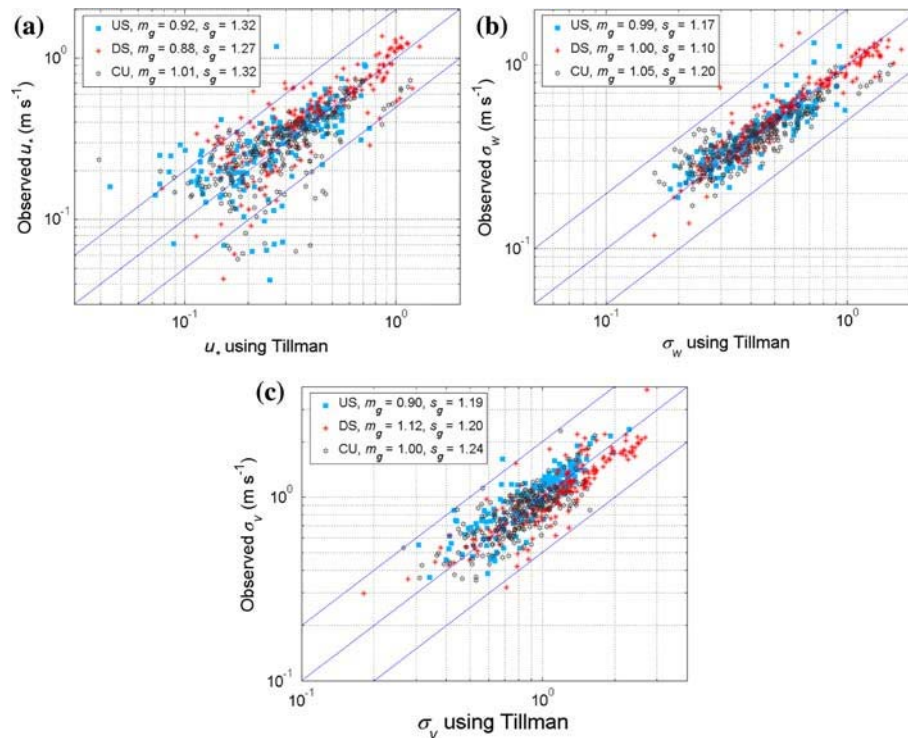 (a)
US, m_g = 0.92, s_g = 1.32
DS, m_g = 0.88, s_g = 1.27
CU, m_g = 1.01, s_g = 1.32
10^0
10^-1
Observed u_* (m s^-1)
10^-1
10^0
u_* using Tillman
(b)
US, m_g = 0.99, s_g = 1.17
DS, m_g = 1.00, s_g = 1.10
CU, m_g = 1.05, s_g = 1.20
10^0
10^-1
Observed σ_w (m s^-1)
10^-1
10^0
σ_w using Tillman
(c)
US, m_g = 0.90, s_g = 1.19
DS, m_g = 1.12, s_g = 1.20
CU, m_g = 1.00, s_g = 1.24
10^0
10^-1
Observed σ_v (m s^-1)
10^-1
10^0
σ_v using Tillman